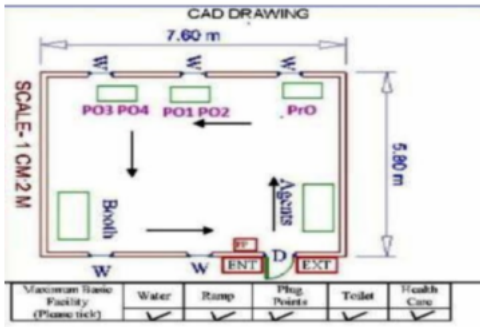 CAD DRAWING
7.60 m
W W W
PO3 PO4 PO1 PO2 PrO
SCALE- 1 CM:2 M
5.80 m
Booth
Agents
PP
W W D
ENT EXT
Maximum Basic Facility (Please tick) Water Ramp Plug Points Toilet Health Care